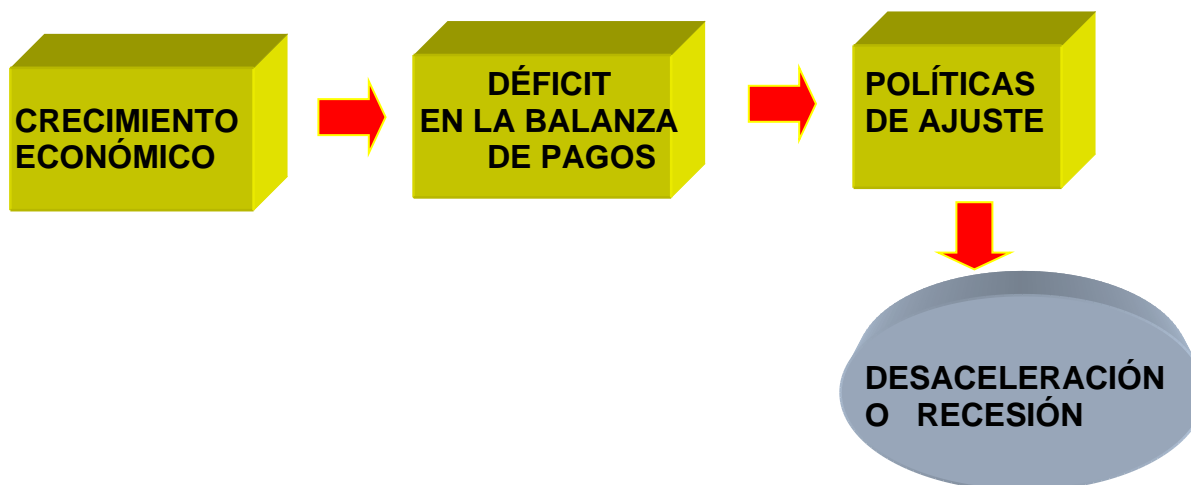 CRECIMIENTO
ECONÓMICO
DÉFICIT
EN LA BALANZA
DE PAGOS
POLÍTICAS
DE AJUSTE
DESACELERACIÓN
O RECESIÓN